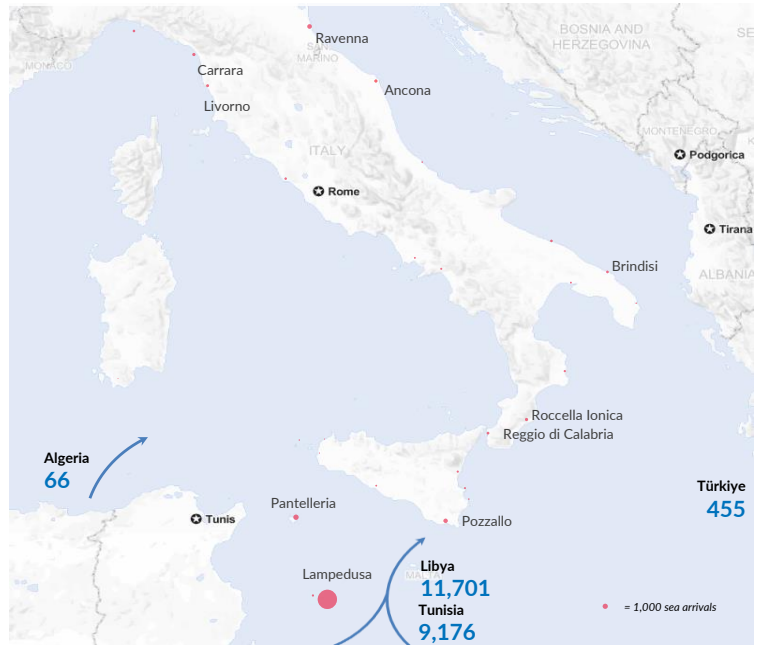 BOSNIA AND
HERZEGOVINA
SE
Ravenna
SAN
MARINO
MONACO
Carrara
Ancona
Livorno
MONTENEGRO
K
ITALY
Podgorica
Rome
Tirana
Brindisi
ALBANIA
Roccella Ionica
Reggio di Calabria
Algeria
66
Türkiye
455
Pantelleria
Tunis
Pozzallo
Libya
Lampedusa
MALTA
11,701
Tunisia
= 1,000 sea arrivals
9,176